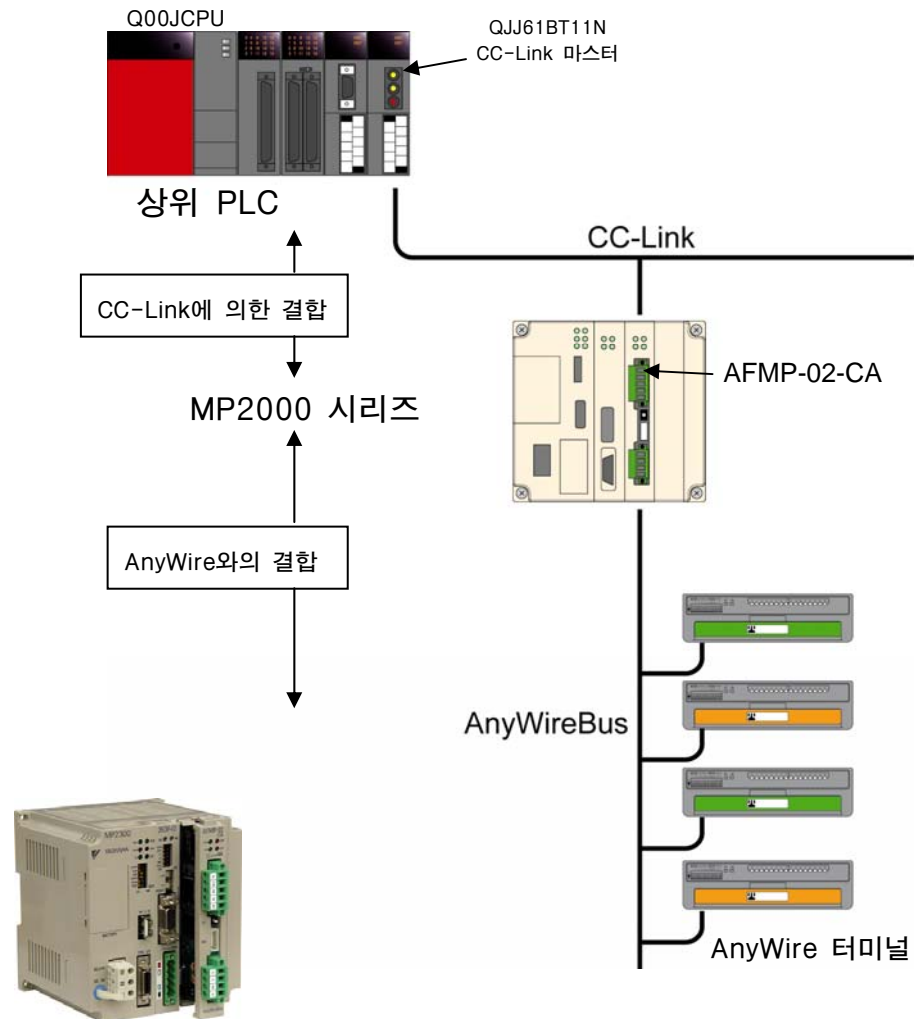 Q00JCPU
QJJ61BT11N
CC-Link 마스터
상위 PLC
CC-Link
CC-Link에 의한 결합
AFMP-02-CA
MP2000 시리즈
AnyWire와의 결합
AnyWireBus
MP2300
AnyWire 터미널